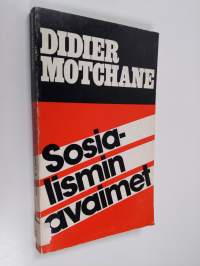 DIDIER
MOTCHANE
Sosia-
lismin
avaimet